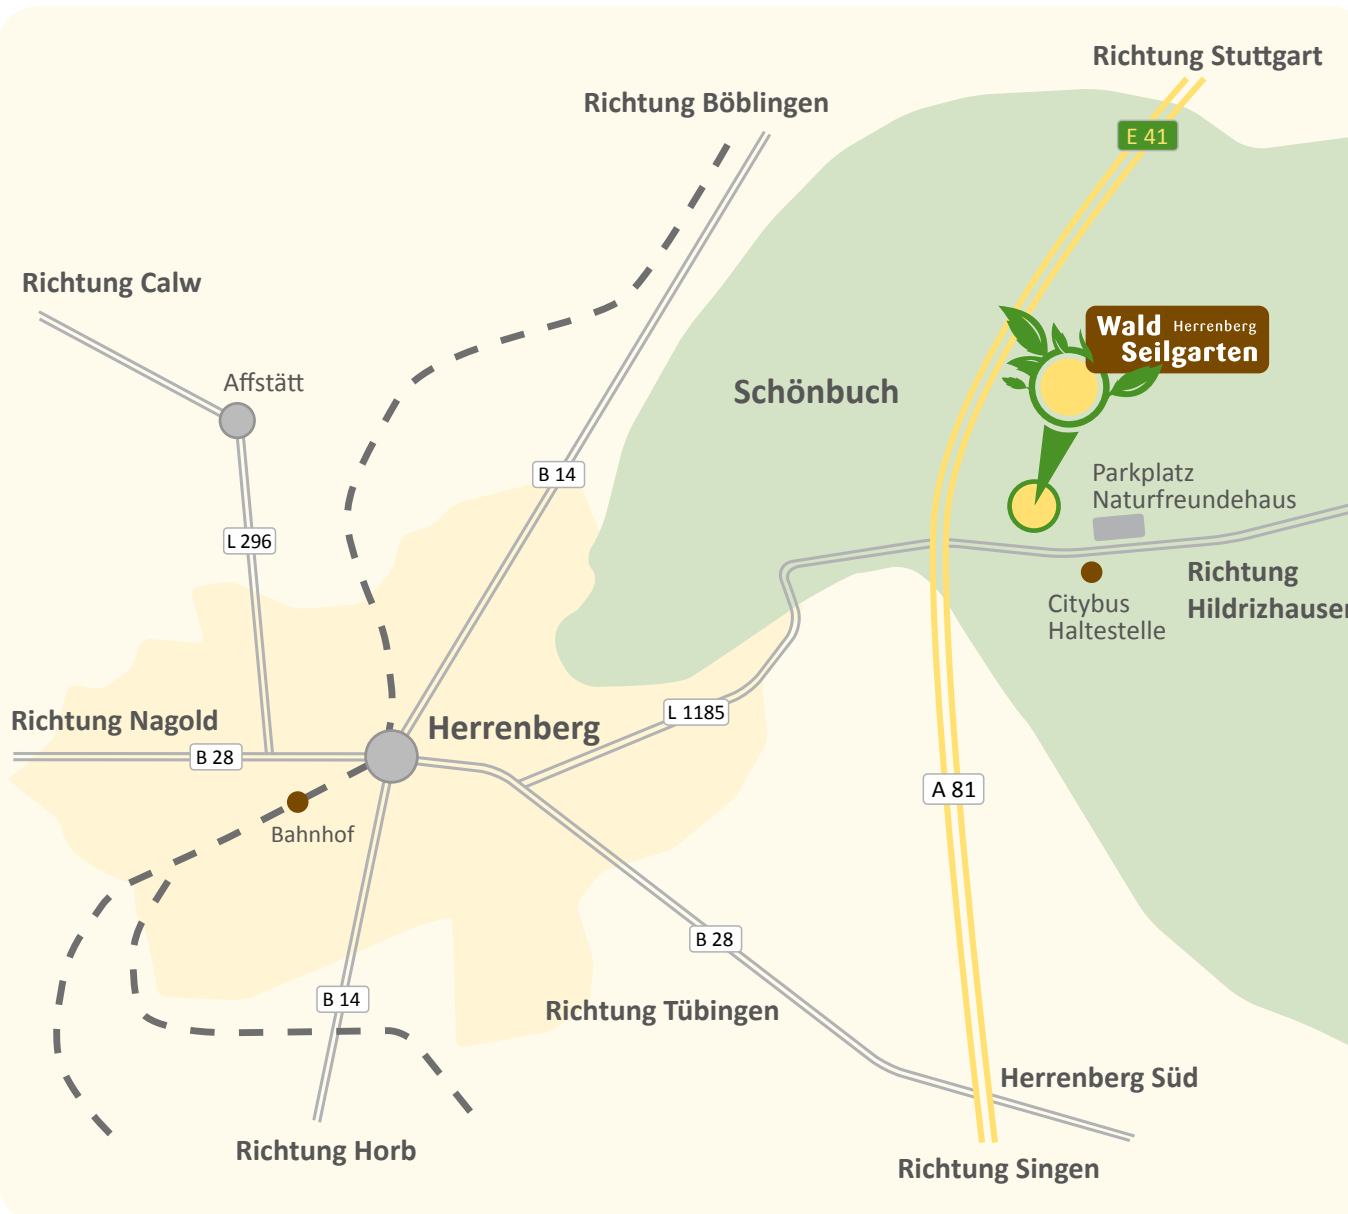 Richtung Stuttgart
E 41
Richtung Böblingen
Richtung Calw
Wald Herrenberg
Seilgarten
Affstätt
Schönbuch
B 14
Parkplatz
Naturfreundehaus
L 296
Richtung
Hildrizhausen
Citybus
Haltestelle
L 1185
Richtung Nagold
Herrenberg
B 28
A 81
Bahnhof
B 28
B 14
Richtung Tübingen
Herrenberg Süd
Richtung Horb
Richtung Singen